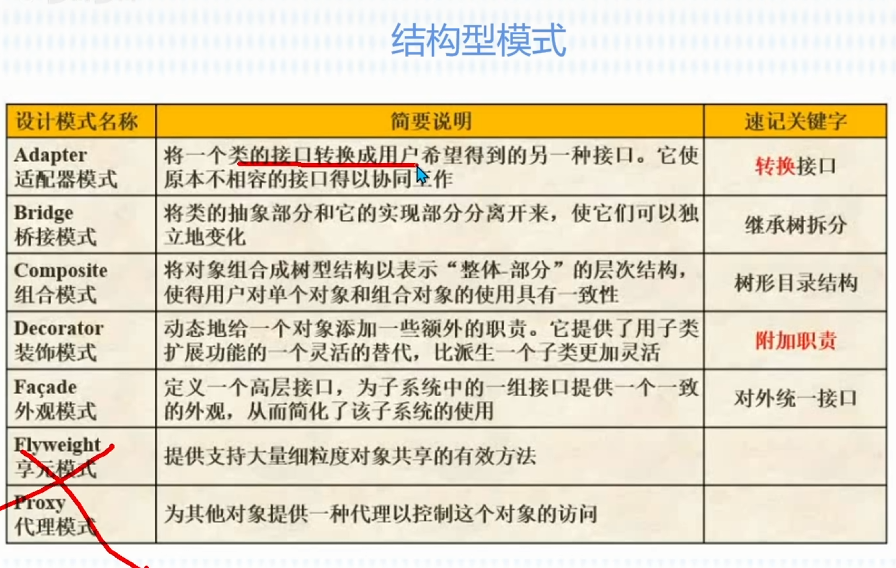 结构型模式
设计模式名称 简要说明 速记关键字
Adapter
适配器模式
将一个类的接口转换成用户希望得到的另一种接口。它使
原本不相容的接口得以协同工作
转换接口
Bridge
桥接模式
将类的抽象部分和它的实现部分分离开来，使它们可以独
立地变化
继承树拆分
Composite
组合模式
将对象组合成树型结构以表示“整体-部分”的层次结构，
使得用户对单个对象和组合对象的使用具有一致性
树形目录结构
Decorator
装饰模式
动态地给一个对象添加一些额外的职责。它提供了用子类
扩展功能的一个灵活的替代，比派生一个子类更加灵活
附加职责
Façade
外观模式
定义一个高层接口，为子系统中的一组接口提供一个一致
的外观，从而简化了该子系统的使用
对外统一接口
Flyweight
享元模式
提供支持大量细粒度对象共享的有效方法
Proxy
代理模式
为其他对象提供一种代理以控制这个对象的访问